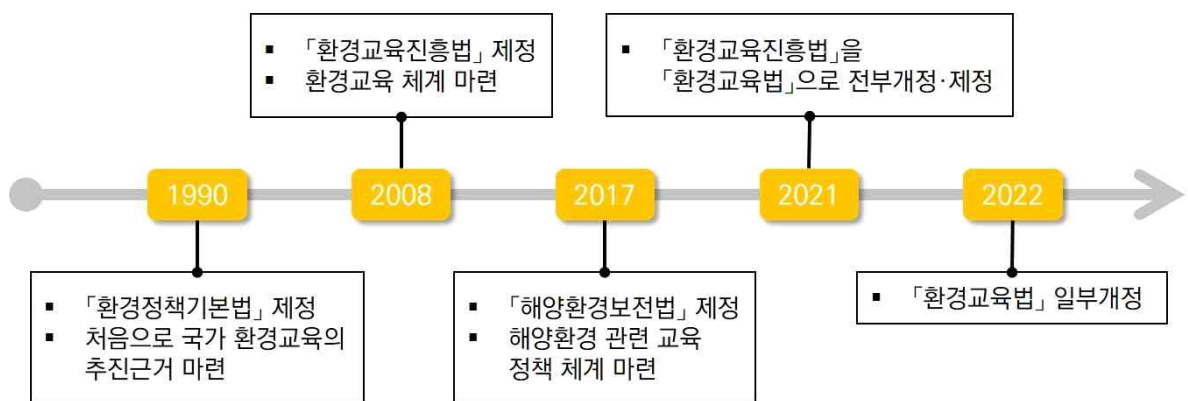 ▪ 「환경교육진흥법」 제정
▪ 환경교육 체계 마련
▪ 「환경교육진흥법」을
「환경교육법」으로 전부개정·제정
1990
2008
2017
2021
2022
▪ 「환경정책기본법」 제정
▪ 처음으로 국가 환경교육의
추진근거 마련
▪ 「해양환경보전법」 제정
▪ 해양환경 관련 교육
정책 체계 마련
▪ 「환경교육법」 일부개정